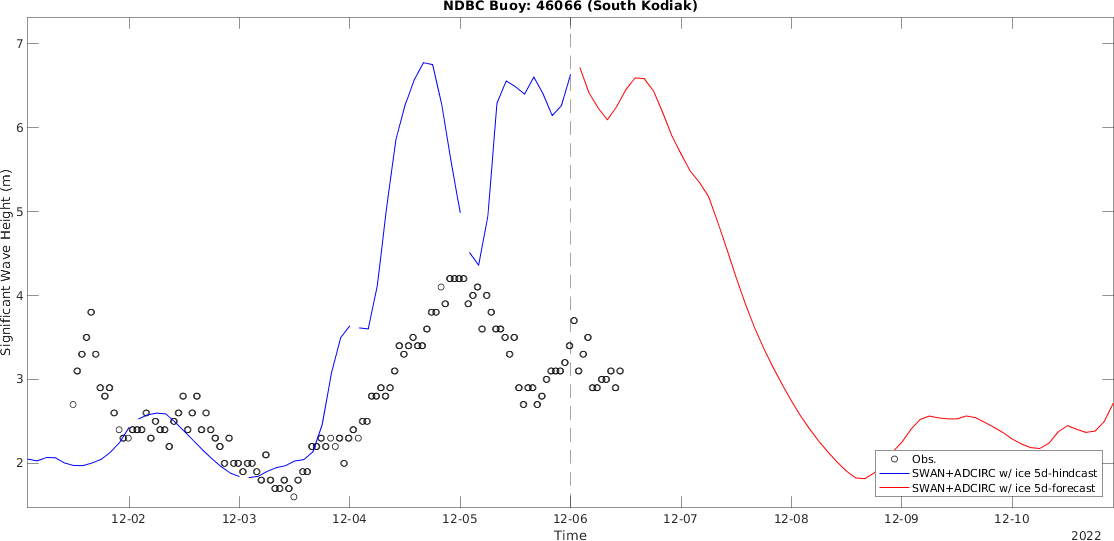 NDBC Buoy: 46066 (South Kodiak)
Significant Wave Height (m)
7
6
5
4
3
2
Obs.
SWAN+ADCIRC w/ ice 5d-hindcast
SWAN+ADCIRC w/ ice 5d-forecast
12-02 12-03 12-04 12-05 12-06 12-07 12-08 12-09 12-10
Time
2022